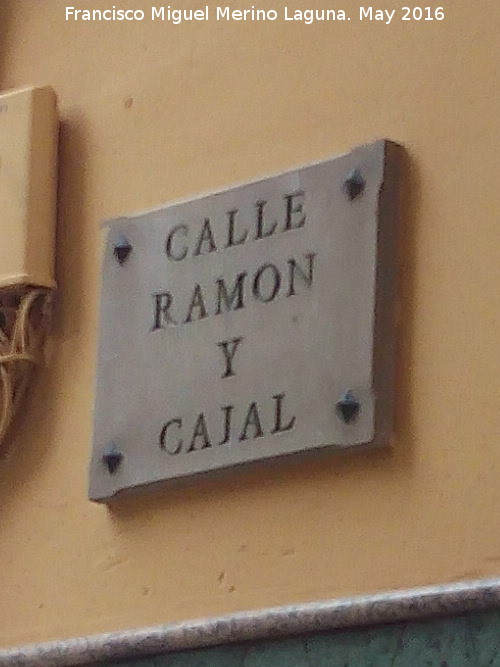 Francisco Miguel Merino Laguna. May 2016
CALLE
RAMON
Y
CAJAL